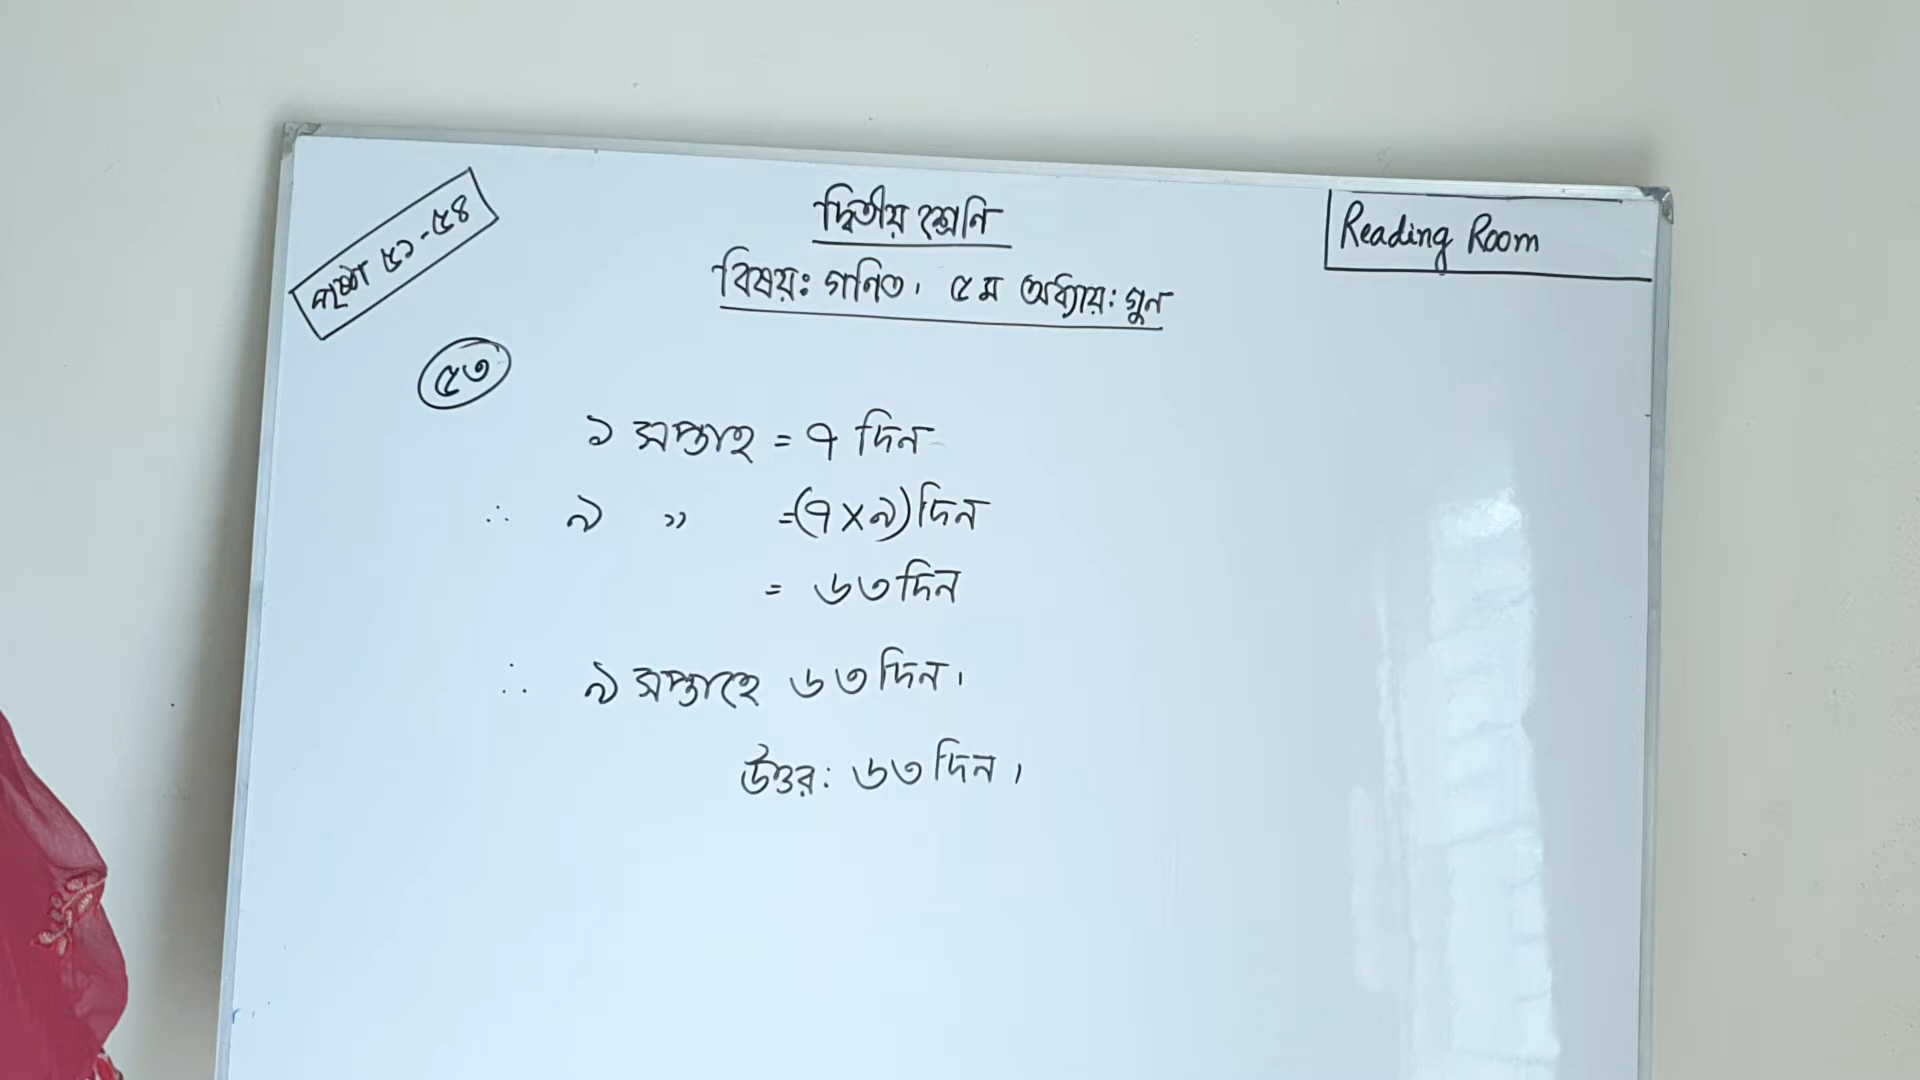 পৃষ্ঠা ৫১-৫৪
দ্বিতীয় শ্রেনি
Reading Room
বিষয়ঃ গনিত। ৫ম অধ্যায়ঃ গুন
৫৩
১ সপ্তাহ = ৭ দিন
∴ ৯ " =(৭×৯) দিন
= ৬৩ দিন
∴ ৯ সপ্তাহে ৬৩ দিন।
উত্তর: ৬৩ দিন।